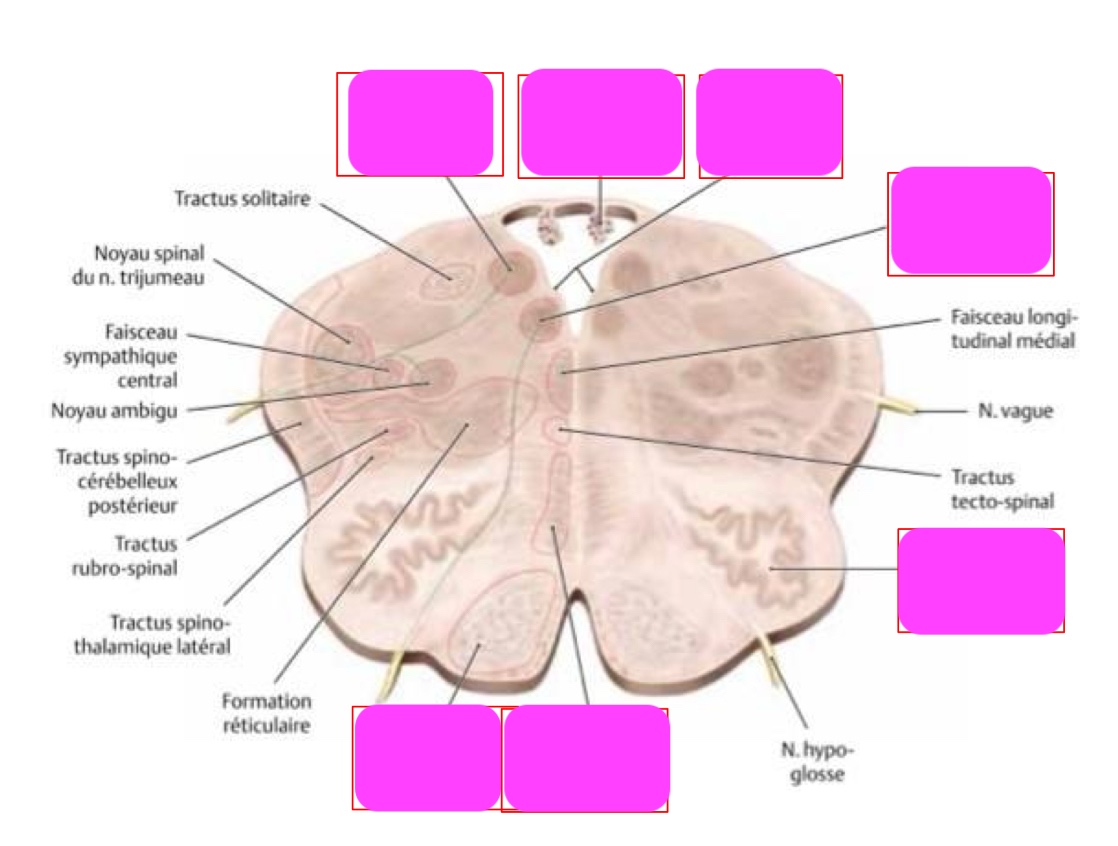 Tractus solitaire
Noyau spinal
du n. trijumeau
Faisceau
sympathique
central
Noyau ambigu
Tractus spino-
cérébelleux
postérieur
Tractus
rubro-spinal
Tractus spino-
thalamique latéral
Formation
réticulaire
Faisceau longi-
tudinal médial
N. vague
Tractus
tecto-spinal
N. hypo-
glosse